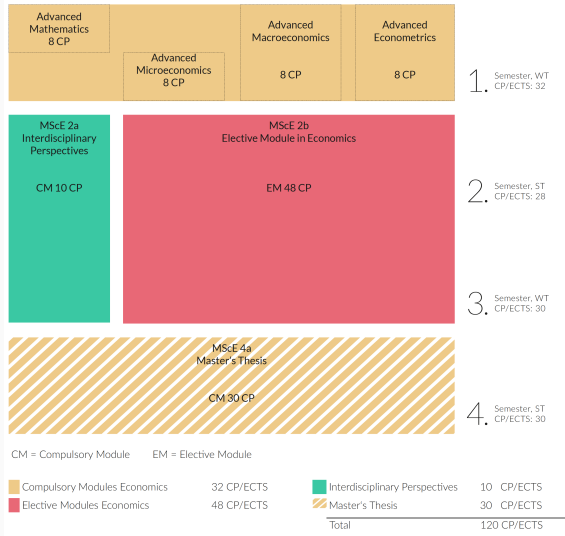 Advanced
Mathematics
8 CP
Advanced
Microeconomics
8 CP
Advanced
Macroeconomics
8 CP
Advanced
Econometrics
8 CP
1. Semester, WT
CP/ECTS: 32
MScE 2a
Interdisciplinary
Perspectives
CM 10 CP
MScE 2b
Elective Module in Economics
EM 48 CP
2. Semester, ST
CP/ECTS: 28
3. Semester, WT
CP/ECTS: 30
MScE 4a
Master's Thesis
CM 30 CP
4. Semester, ST
CP/ECTS: 30
CM = Compulsory Module EM = Elective Module
Compulsory Modules Economics 32 CP/ECTS
Elective Modules Economics 48 CP/ECTS
Interdisciplinary Perspectives 10 CP/ECTS
Master's Thesis 30 CP/ECTS
Total 120 CP/ECTS